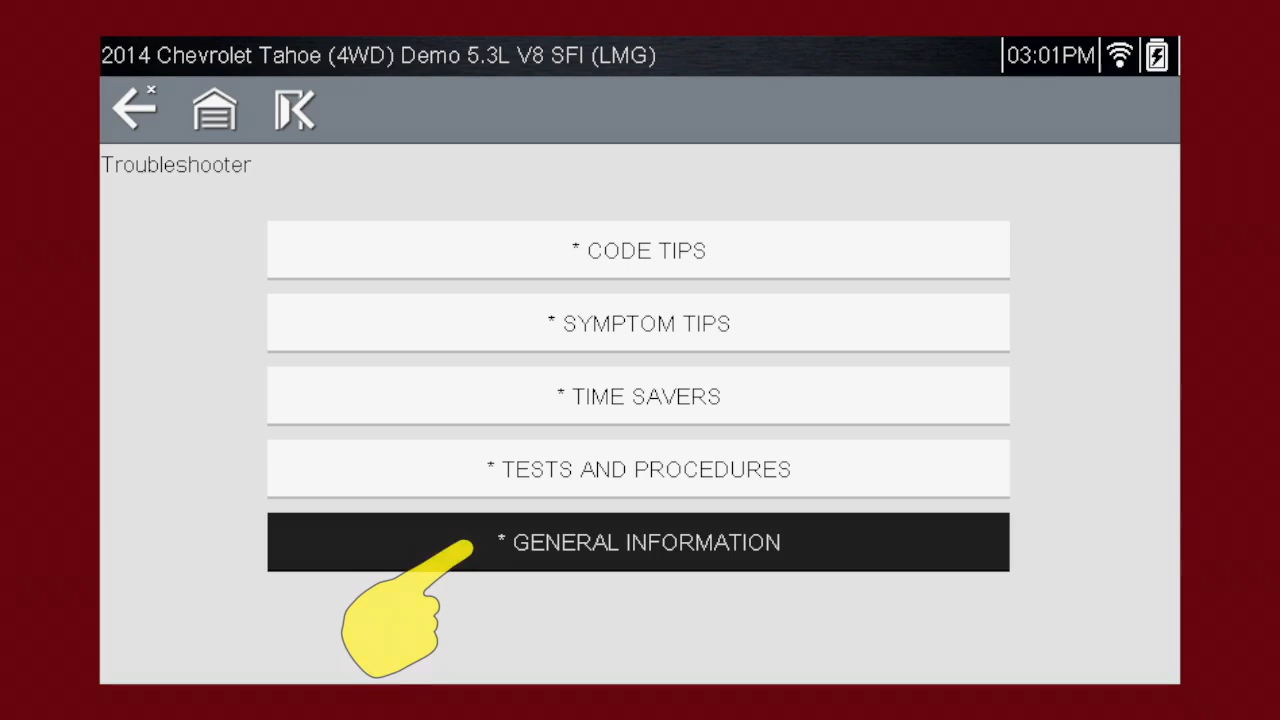 2014 Chevrolet Tahoe (4WD) Demo 5.3L V8 SFI (LMG) 03:01PM
Troubleshooter
* CODE TIPS
* SYMPTOM TIPS
* TIME SAVERS
* TESTS AND PROCEDURES
* GENERAL INFORMATION